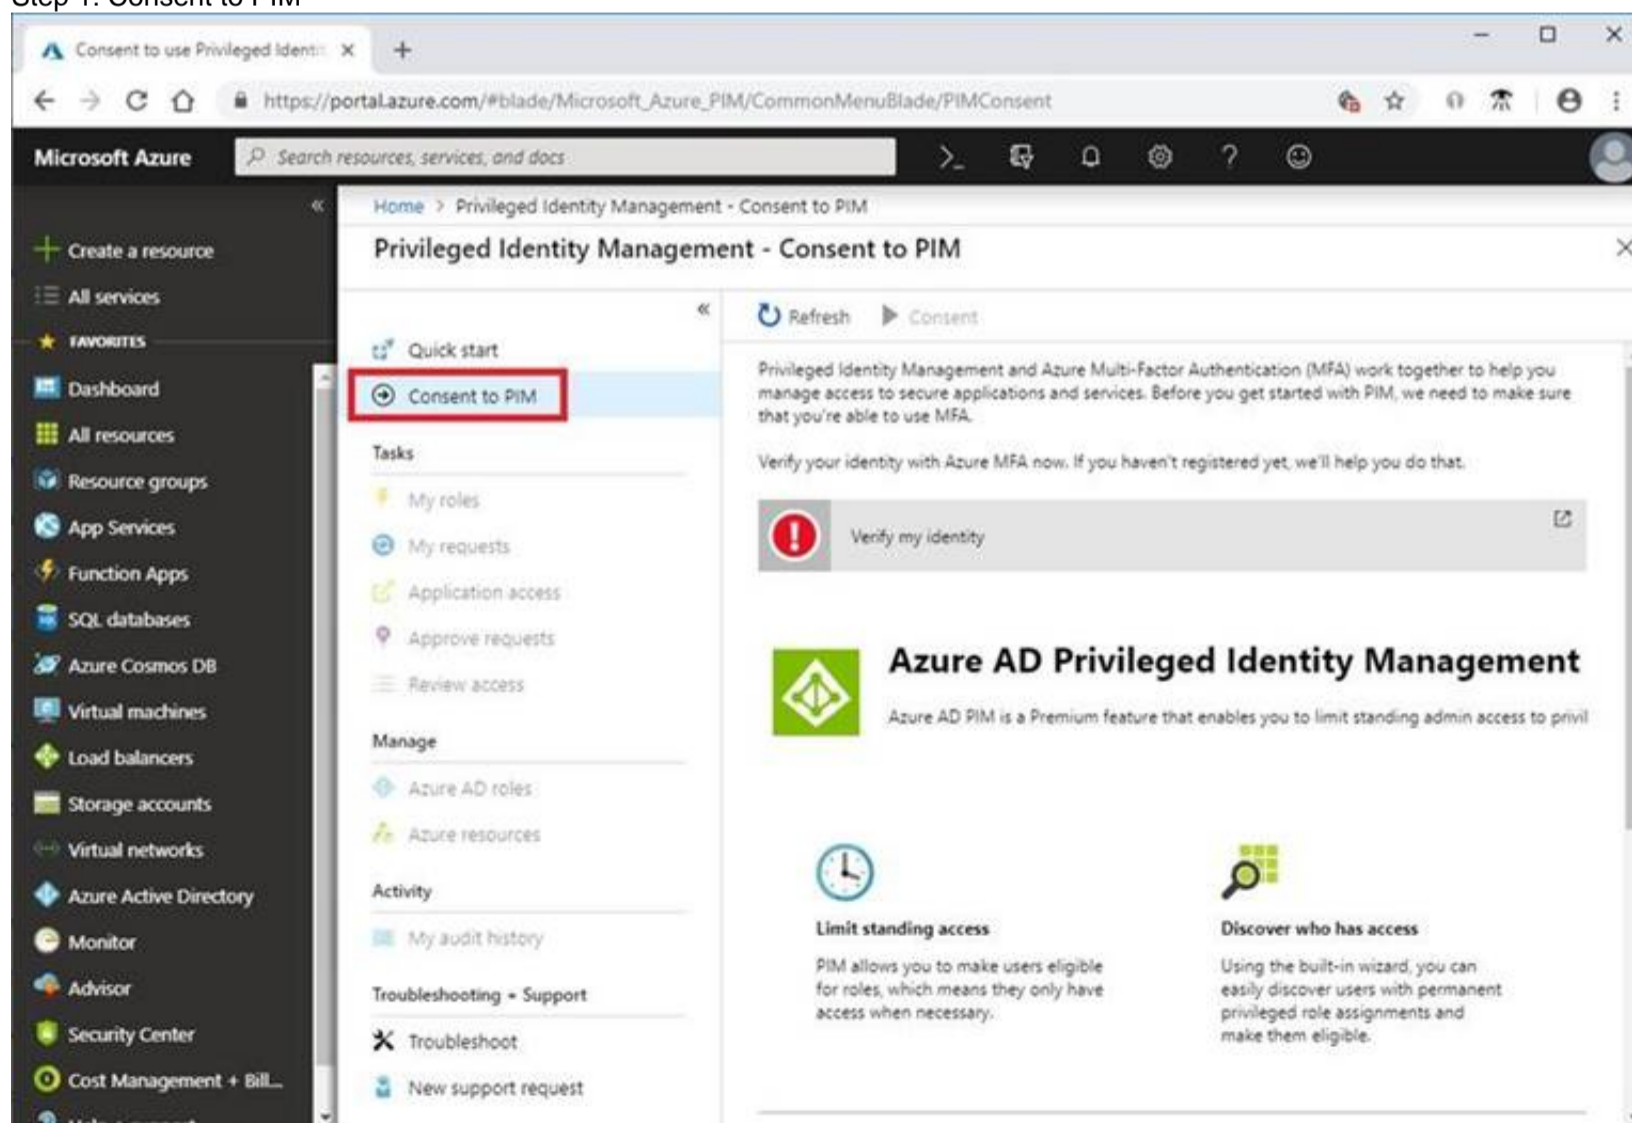 Step 1: Consent to PIM
Consent to use Privileged Identi
https://portal.azure.com/#blade/Microsoft_Azure_PIM/CommonMenuBlade/PIMConsent
Microsoft Azure
Search resources, services, and docs
Home > Privileged Identity Management - Consent to PIM
Privileged Identity Management - Consent to PIM
Create a resource
All services
FAVORITES
Dashboard
All resources
Resource groups
App Services
Function Apps
SQL databases
Azure Cosmos DB
Virtual machines
Load balancers
Storage accounts
Virtual networks
Azure Active Directory
Monitor
Advisor
Security Center
Cost Management + Bill...
Quick start
Consent to PIM
Tasks
My roles
My requests
Application access
Approve requests
Review access
Manage
Azure AD roles
Azure resources
Activity
My audit history
Troubleshooting + Support
Troubleshoot
New support request
Refresh
Consent
Privileged Identity Management and Azure Multi-Factor Authentication (MFA) work together to help you
manage access to secure applications and services. Before you get started with PIM, we need to make sure
that you're able to use MFA.
Verify your identity with Azure MFA now. If you haven't registered yet, we'll help you do that.
Verify my identity
Azure AD Privileged Identity Management
Azure AD PIM is a Premium feature that enables you to limit standing admin access to privil
Limit standing access
PIM allows you to make users eligible
for roles, which means they only have
access when necessary.
Discover who has access
Using the built-in wizard, you can
easily discover users with permanent
privileged role assignments and
make them eligible.